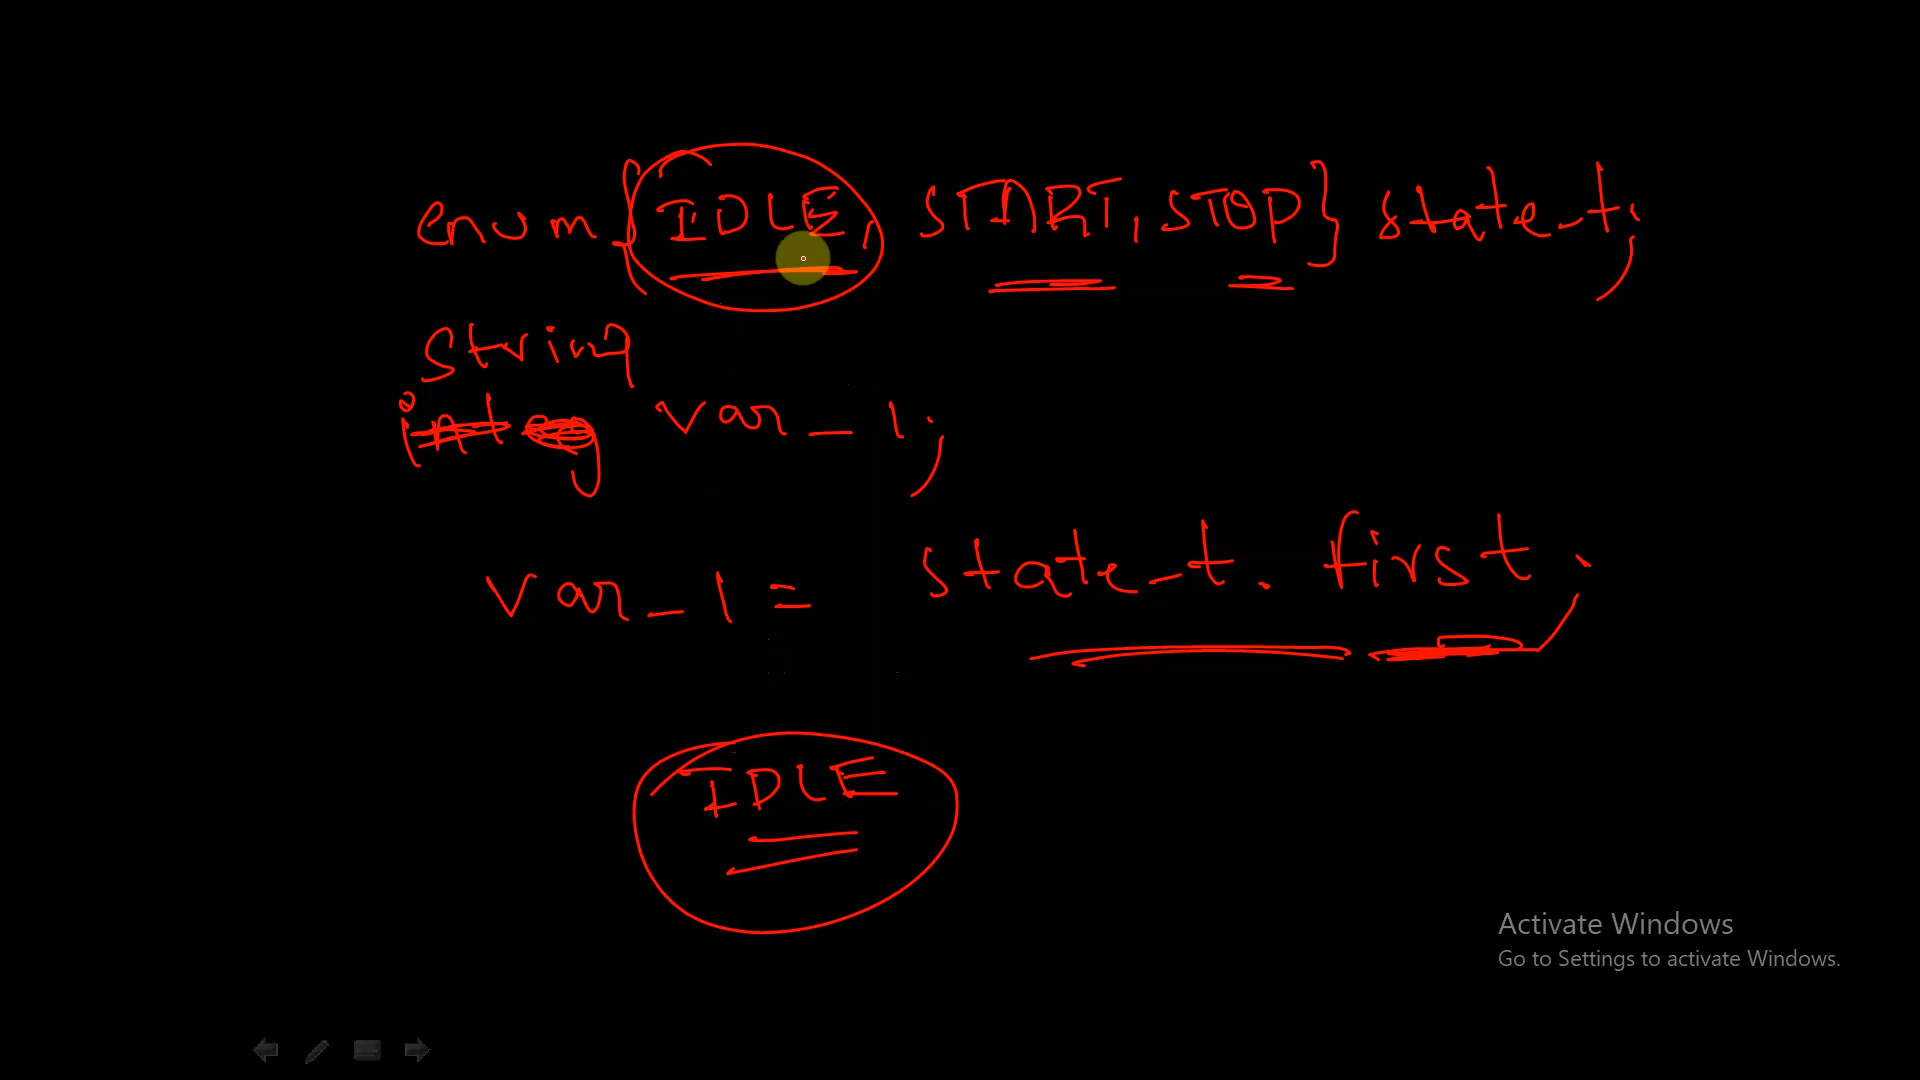 enum { IDLE, START, STOP } state_t;
string
integ var_1;
var_1 = state_t. first ;
IDLE
Activate Windows
Go to Settings to activate Windows.